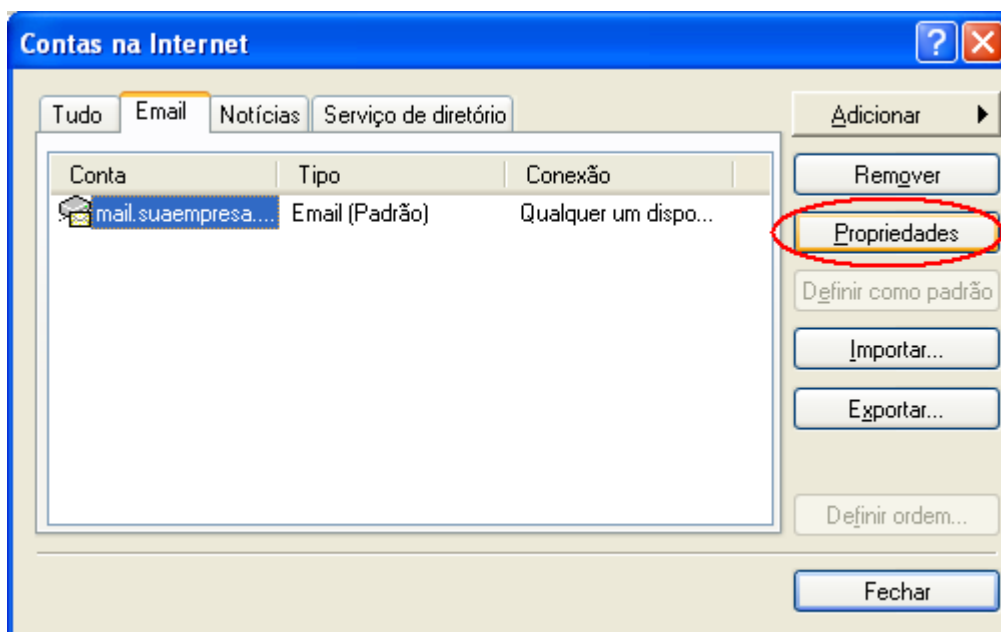 Contas na Internet
Tudo Email Notícias Serviço de diretório
Adicionar
Conta Tipo Conexão
Remover
mail.suaempresa.... Email (Padrão) Qualquer um dispo...
Propriedades
Definir como padrão
Importar...
Exportar...
Definir ordem...
Fechar